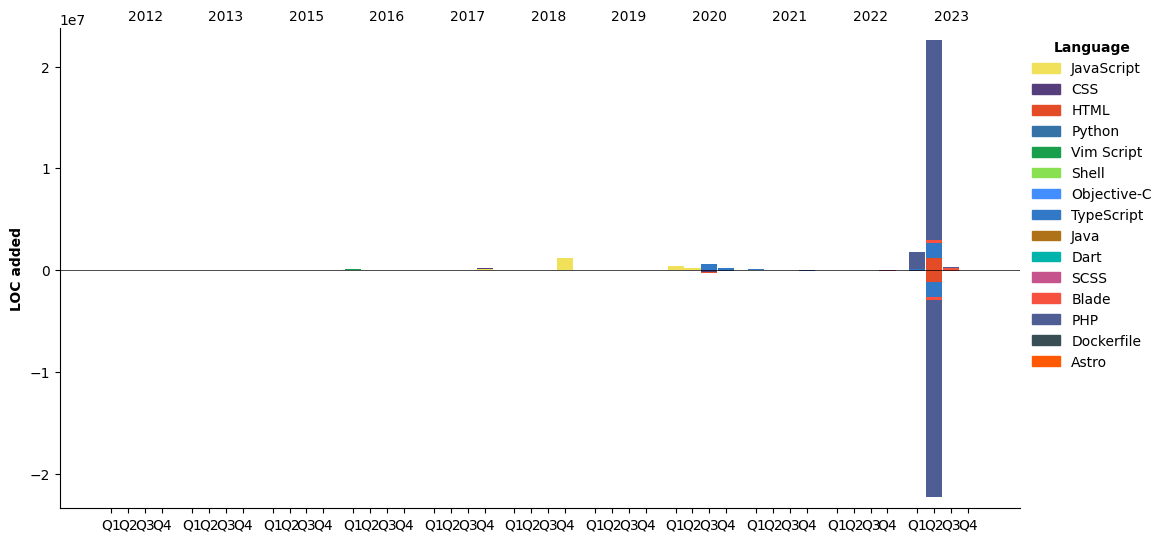 1e7
2012 2013 2015 2016 2017 2018 2019 2020 2021 2022 2023
2
1
0
−1
−2
LOC added
Q1Q2Q3Q4 Q1Q2Q3Q4 Q1Q2Q3Q4 Q1Q2Q3Q4 Q1Q2Q3Q4 Q1Q2Q3Q4 Q1Q2Q3Q4 Q1Q2Q3Q4 Q1Q2Q3Q4 Q1Q2Q3Q4 Q1Q2Q3Q4
Language
JavaScript
CSS
HTML
Python
Vim Script
Shell
Objective-C
TypeScript
Java
Dart
SCSS
Blade
PHP
Dockerfile
Astro